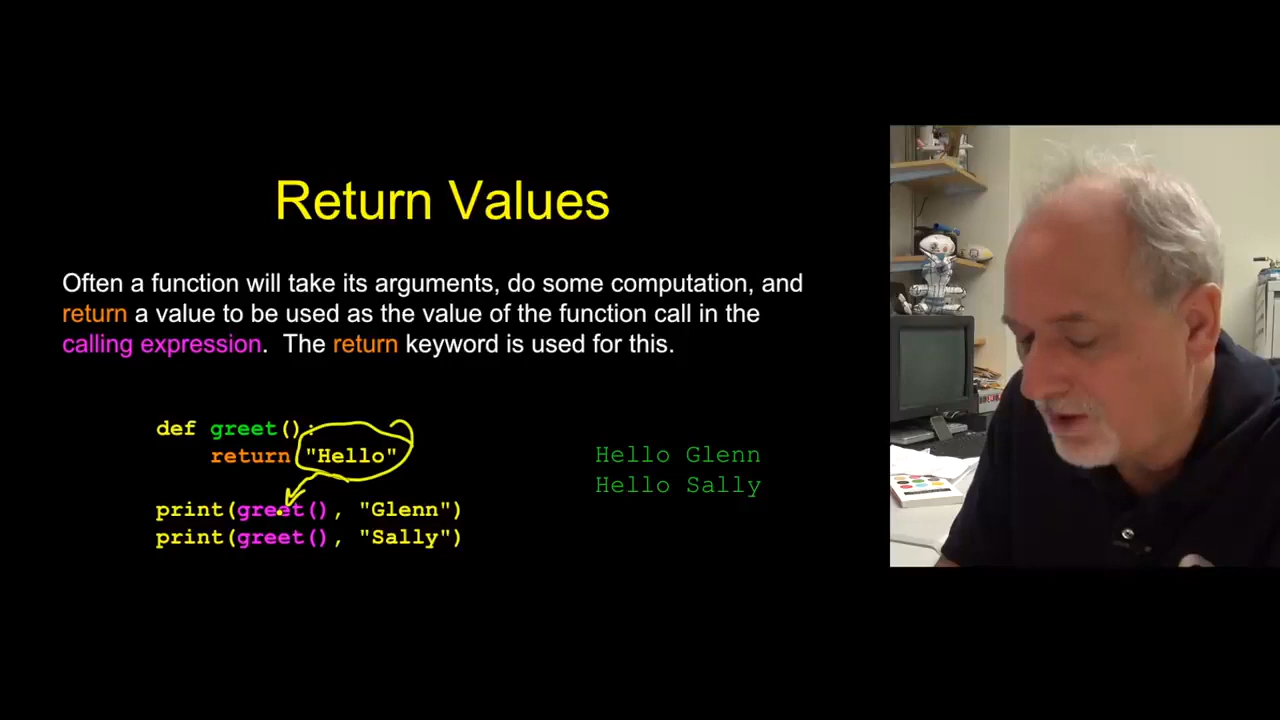 Return Values
Often a function will take its arguments, do some computation, and
return a value to be used as the value of the function call in the
calling expression.  The return keyword is used for this.
def greet():
    return "Hello"
print(greet(), "Glenn")
print(greet(), "Sally")
Hello Glenn
Hello Sally